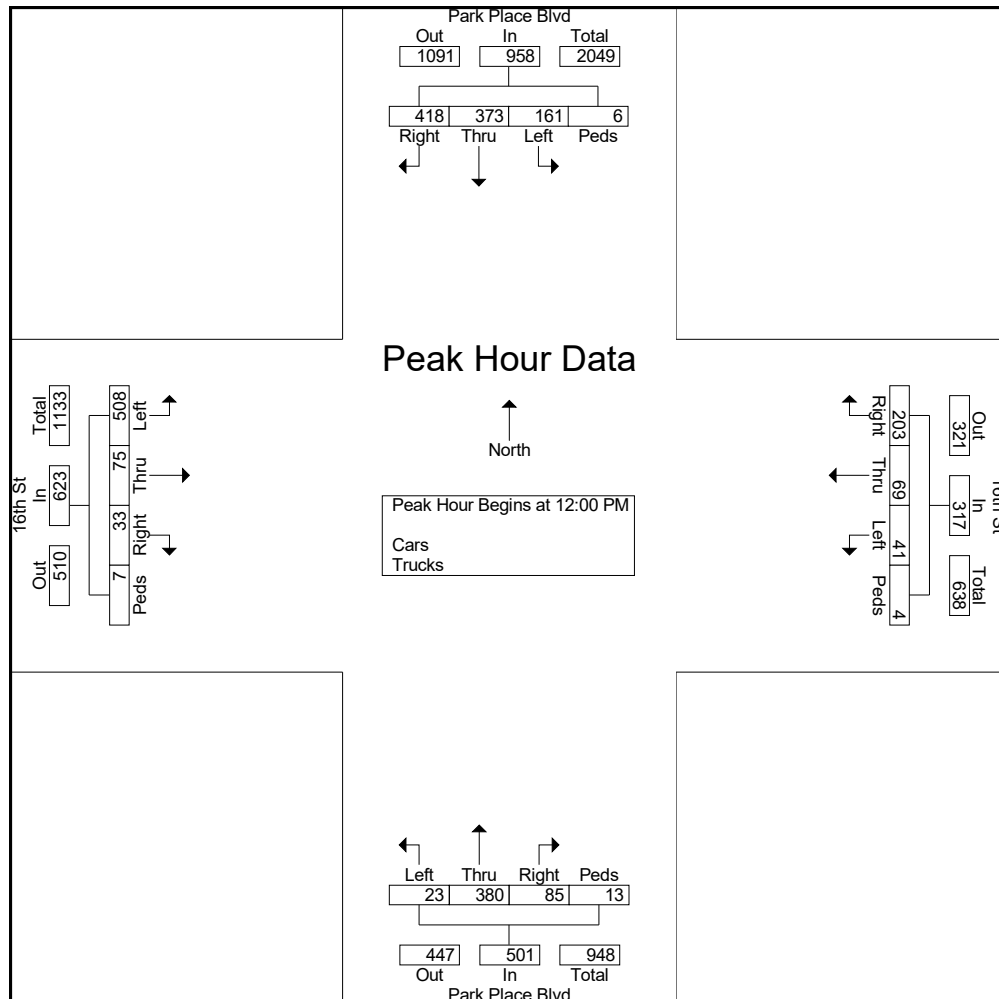 Park Place Blvd
Out In Total
1091 958 2049
418 373 161 6
Right Thru Left Peds
Peak Hour Data
North
Peak Hour Begins at 12:00 PM
Cars
Trucks
16th St
Total In Out
1133 623 510
508 75 33 7
Left Thru Right Peds
Right Thru Left Peds
203 69 41 4
Out In Total
321 317 638
16th St
Left Thru Right Peds
23 380 85 13
447 501 948
Out In Total
Park Place Blvd